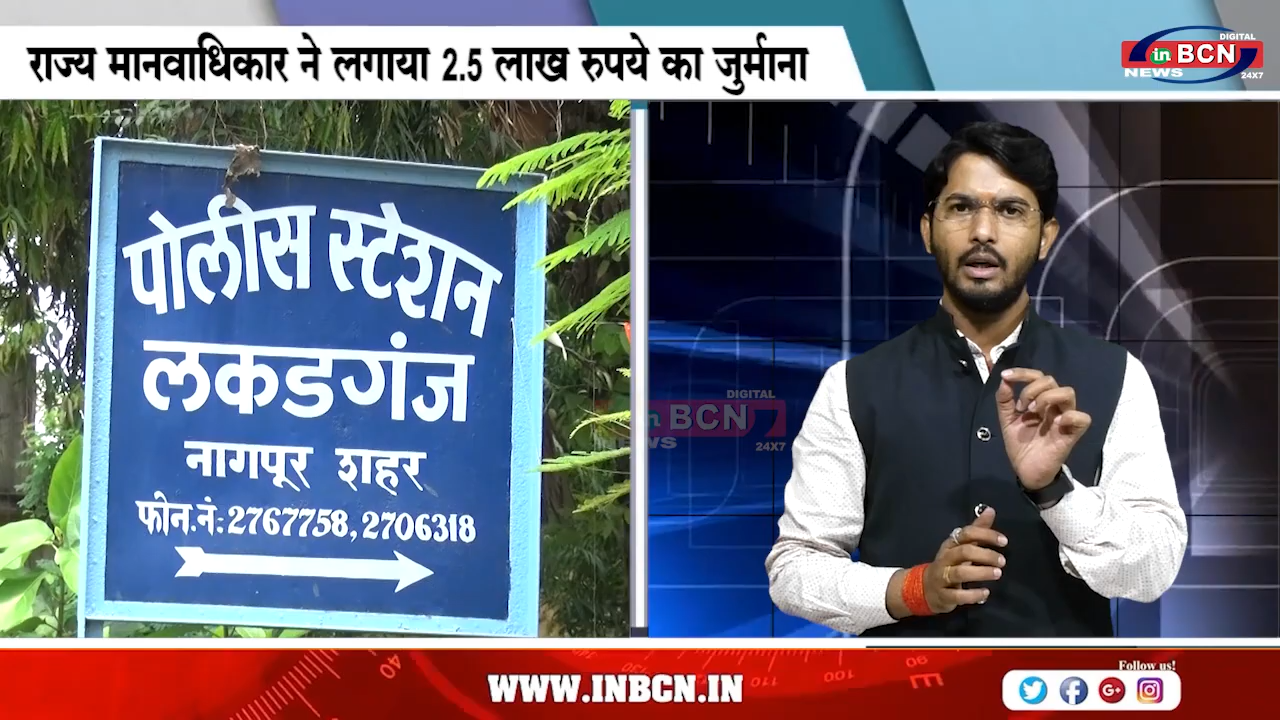 राज्य मानवाधिकार ने लगाया 2.5 लाख रुपये का जुर्माना
DIGITAL
in BCN
NEWS 24X7
पोलीस स्टेशन
लकडगंज
नागपूर शहर
फोन.नं:2767758,2706318
DIGITAL
in BCN
NEWS 24X7
WWW.INBCN.IN
Follow us!
40